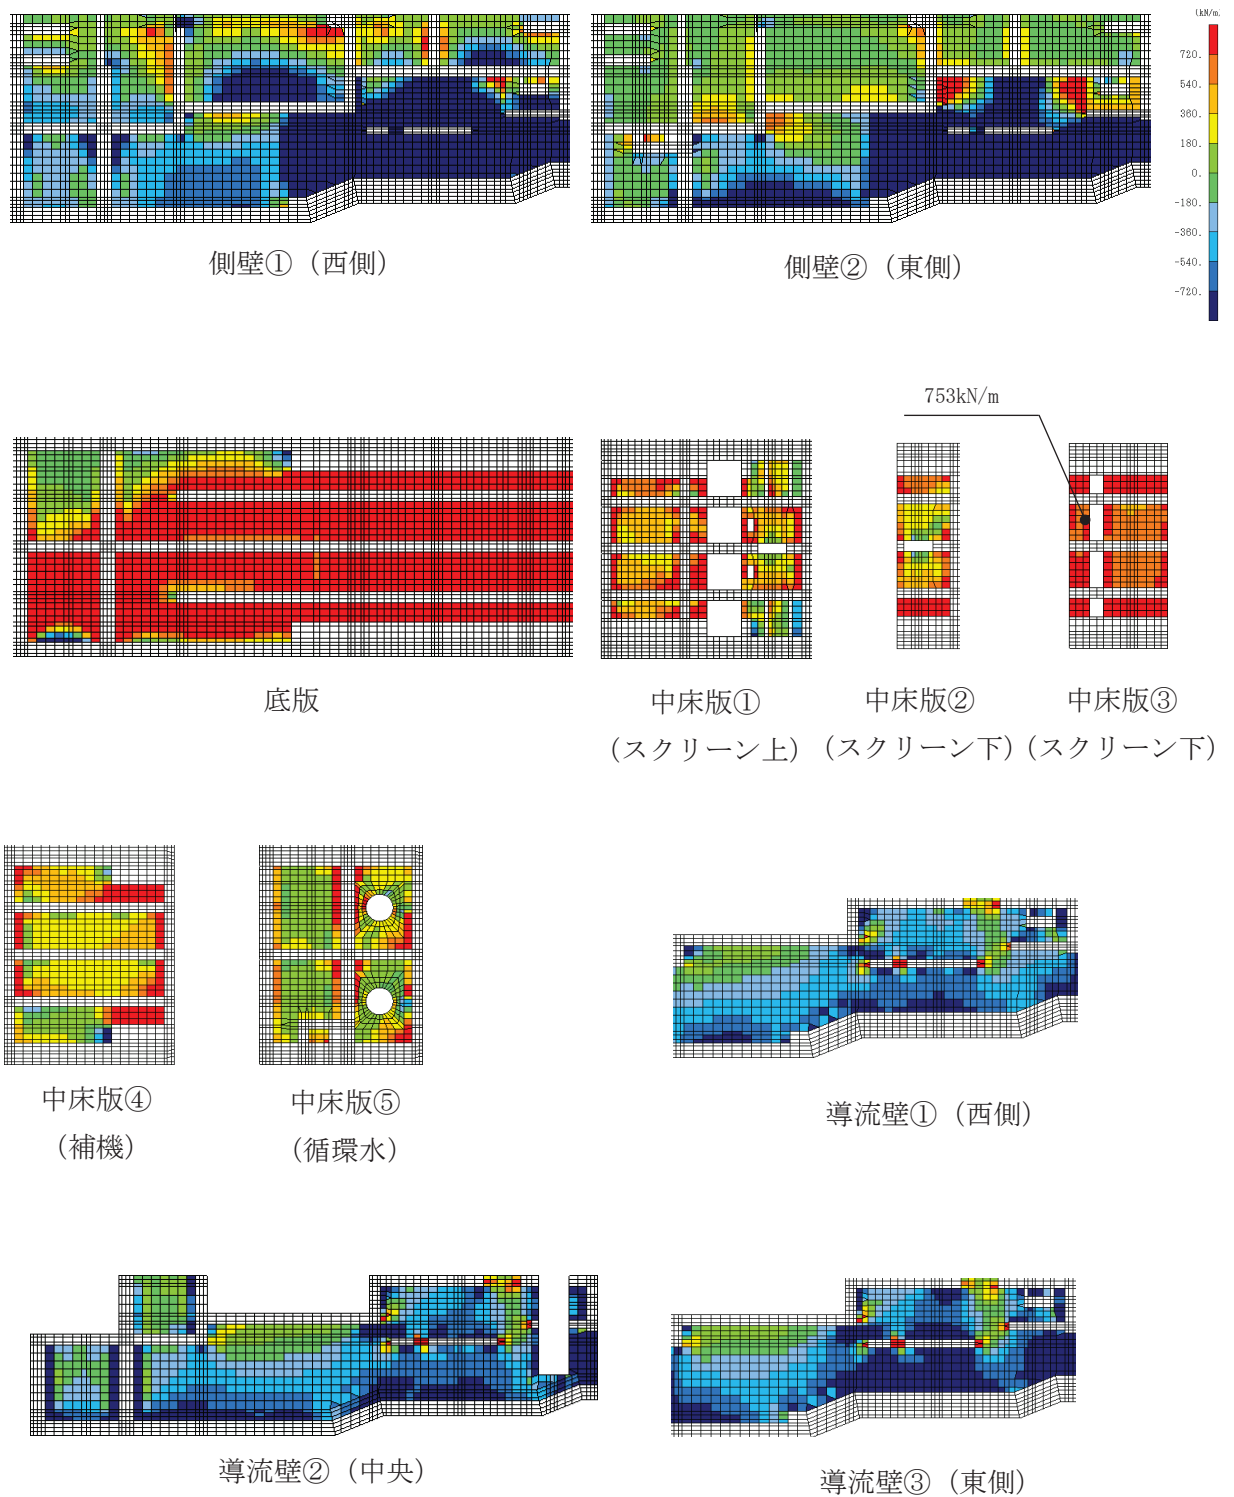 (kN/m)
720.
540.
360.
180.
0.
-180.
-360.
-540.
-720.
側壁①（西側）
側壁②（東側）
753kN/m
底版
中床版①
（スクリーン上）
中床版②
（スクリーン下）
中床版③
（スクリーン下）
中床版④
（補機）
中床版⑤
（循環水）
導流壁①（西側）
導流壁②（中央）
導流壁③（東側）